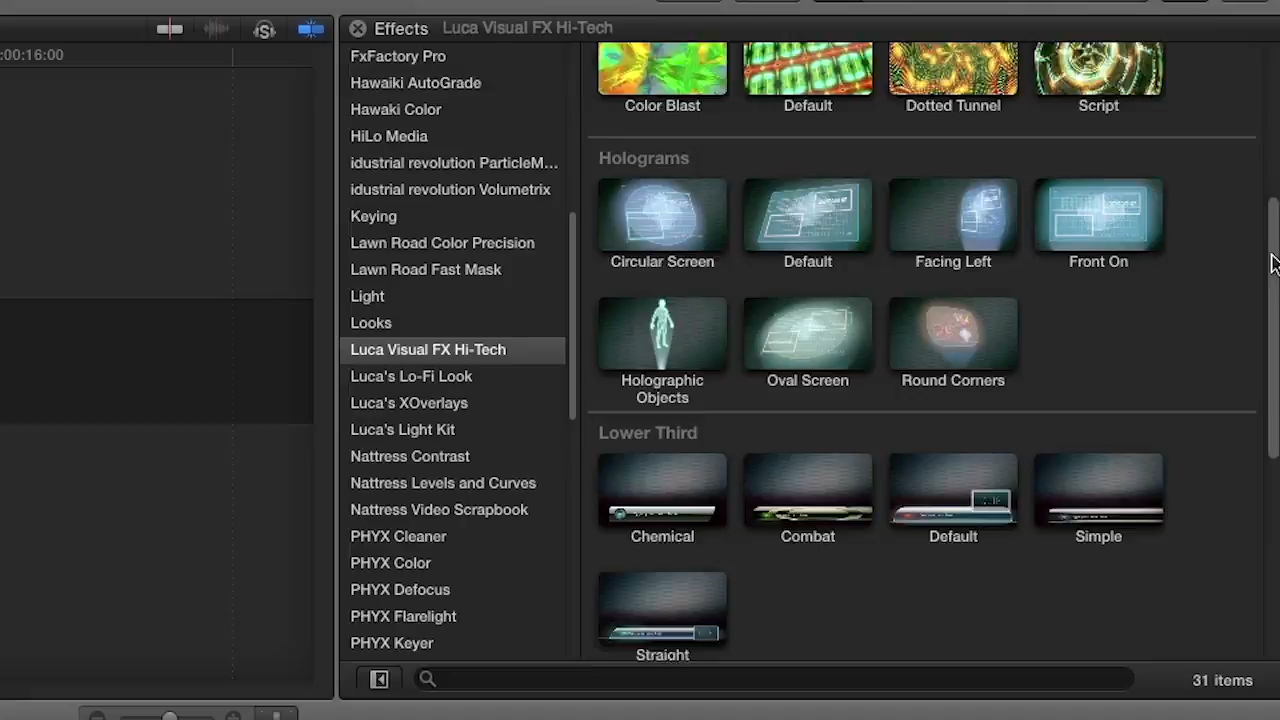 :00:16:00
Effects
Luca Visual FX Hi-Tech
FxFactory Pro
Hawaiki AutoGrade
Hawaki Color
HiLo Media
idustrial revolution ParticleM...
idustrial revolution Volumetrix
Keying
Lawn Road Color Precision
Lawn Road Fast Mask
Light
Looks
Luca Visual FX Hi-Tech
Luca's Lo-Fi Look
Luca's XOverlays
Luca's Light Kit
Nattress Contrast
Nattress Levels and Curves
Nattress Video Scrapbook
PHYX Cleaner
PHYX Color
PHYX Defocus
PHYX Flarelight
PHYX Keyer
Color Blast
Default
Dotted Tunnel
Script
Holograms
Circular Screen
Default
Facing Left
Front On
Holographic
Objects
Oval Screen
Round Corners
Lower Third
Chemical
Combat
Default
Simple
Straight
31 items